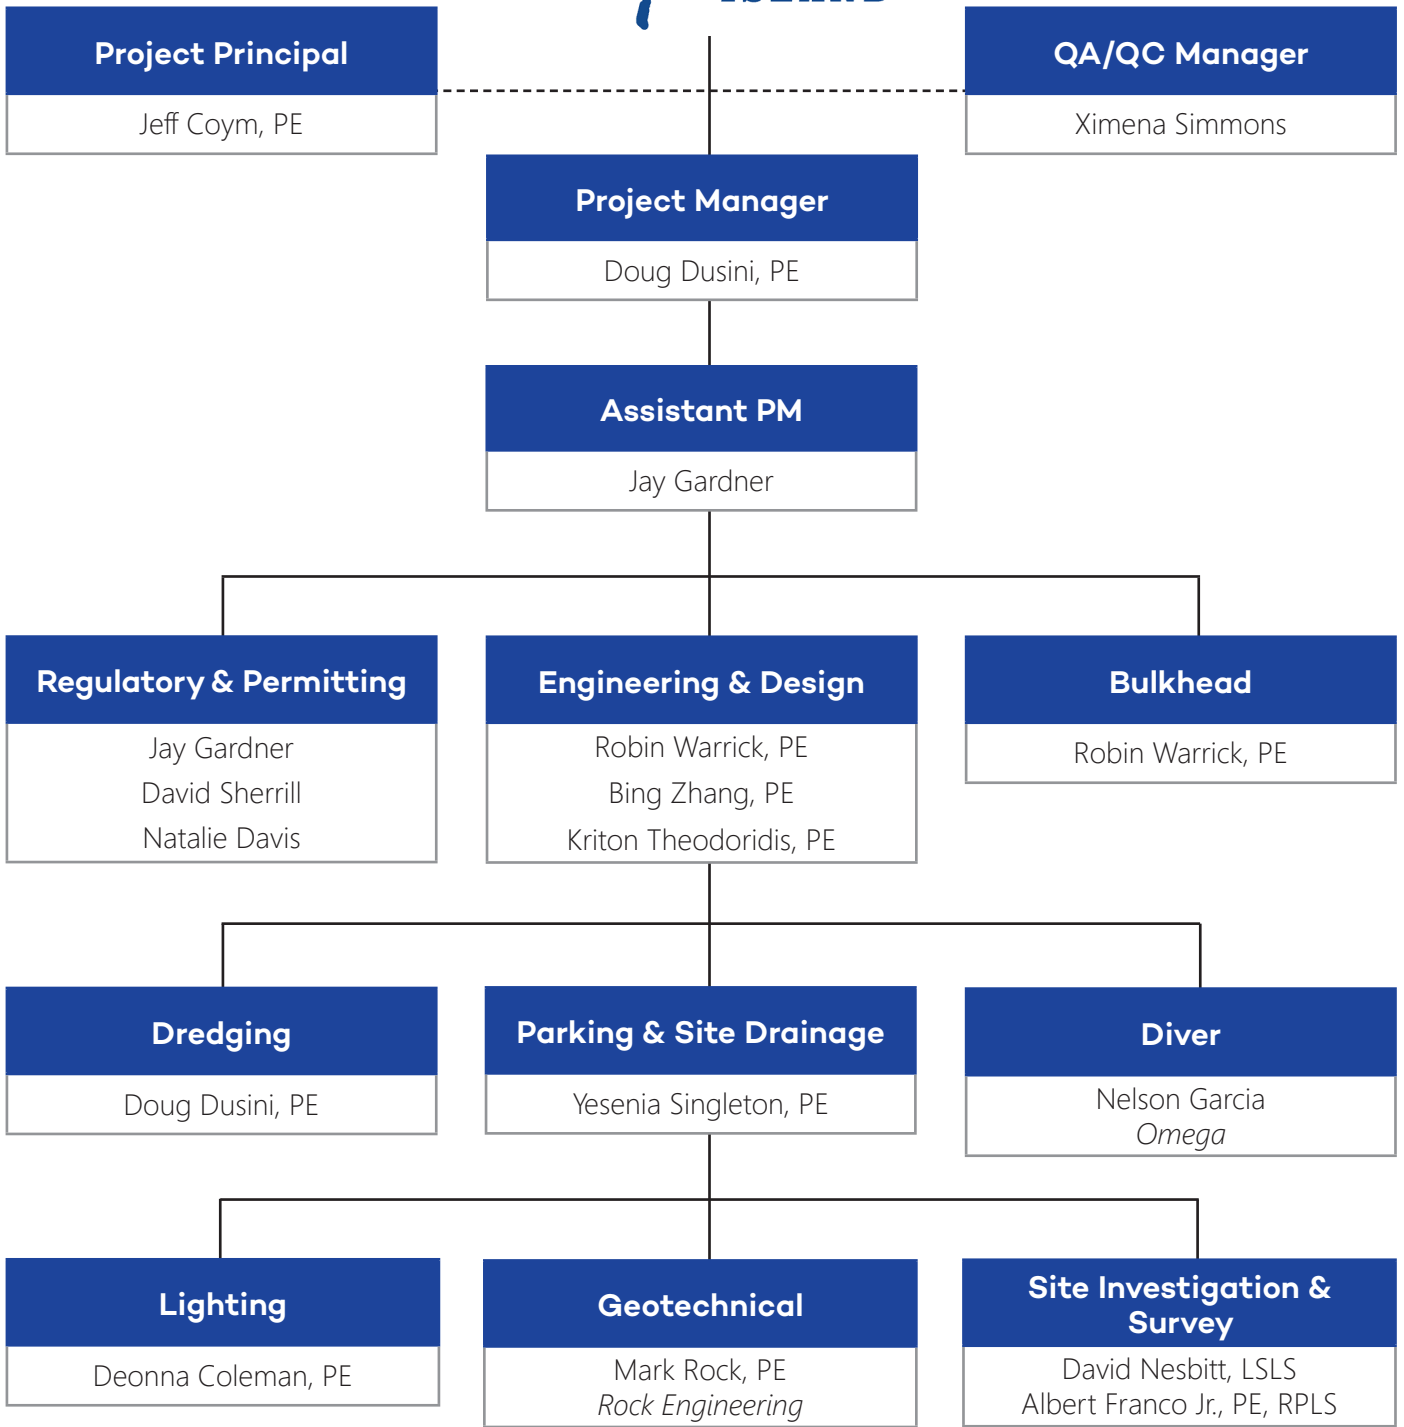 Project Principal
Jeff Coym, PE
QA/QC Manager
Ximena Simmons
Project Manager
Doug Dusini, PE
Assistant PM
Jay Gardner
Regulatory & Permitting
Jay Gardner
David Sherrill
Natalie Davis
Engineering & Design
Robin Warrick, PE
Bing Zhang, PE
Kriton Theodoridis, PE
Bulkhead
Robin Warrick, PE
Dredging
Doug Dusini, PE
Parking & Site Drainage
Yesenia Singleton, PE
Diver
Nelson Garcia
Omega
Lighting
Deonna Coleman, PE
Geotechnical
Mark Rock, PE
Rock Engineering
Site Investigation &
Survey
David Nesbitt, LSLS
Albert Franco Jr., PE, RPLS